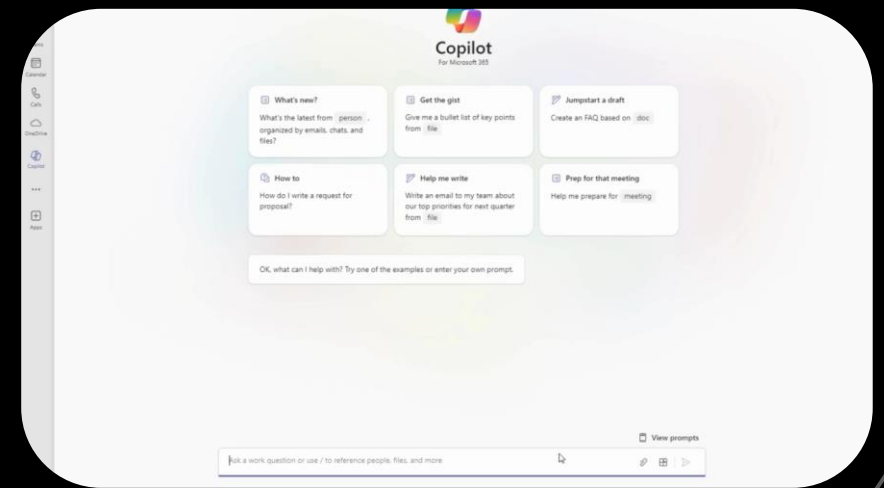 Calendar
Calls
OneDrive
Copilot
Apps
Copilot
For Microsoft 365
What's new?
What's the latest from person ,
organized by emails, chats, and
files?
Get the gist
Give me a bullet list of key points
from file
Jumpstart a draft
Create an FAQ based on doc
How to
How do I write a request for
proposal?
Help me write
Write an email to my team about
our top priorities for next quarter
from file
Prep for that meeting
Help me prepare for meeting
OK, what can I help with? Try one of the examples or enter your own prompt.
View prompts
Ask a work question or use / to reference people, files, and more